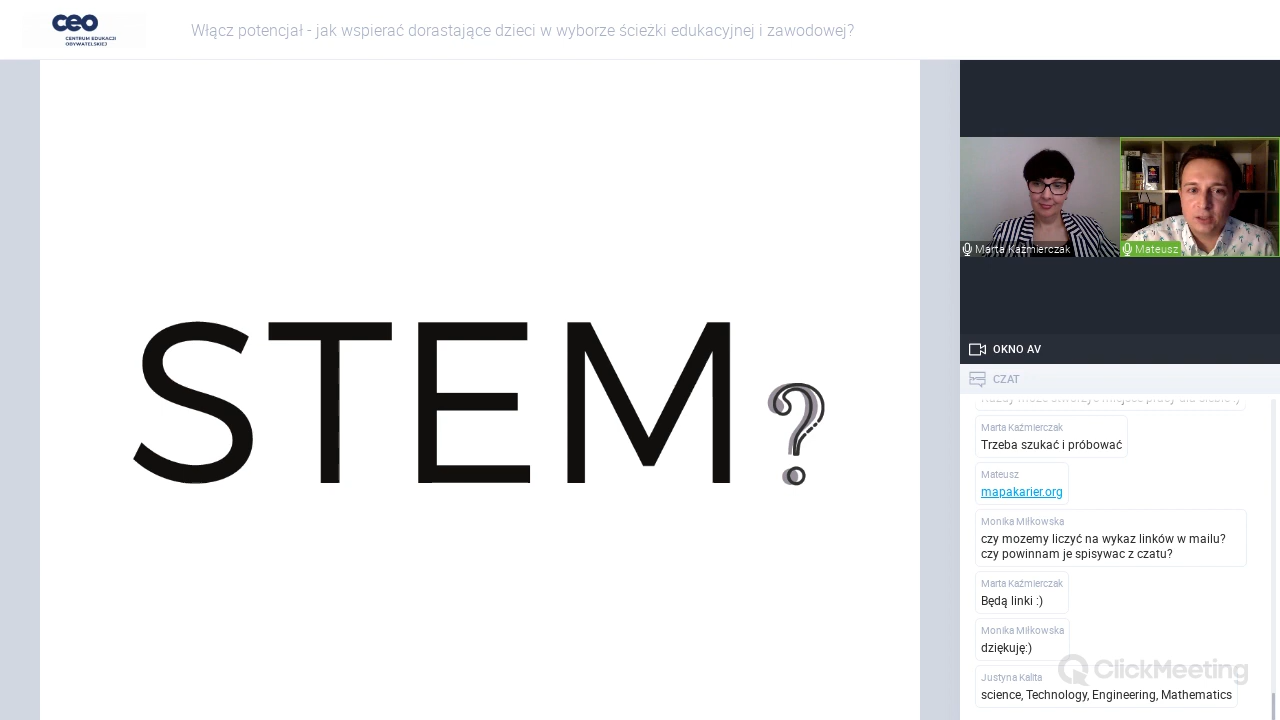 ceo
CENTRUM EDUKACJI
OBYWATELSKIEJ
Włącz potencjał - jak wspierać dorastające dzieci w wyborze ścieżki edukacyjnej i zawodowej?
STEM?
Marta Kaźmierczak
Mateusz
OKNO AV
CZAT
Marta Kaźmierczak
Trzeba szukać i próbować
Mateusz
mapakarier.org
Monika Miłkowska
czy mozemy liczyć na wykaz linków w mailu?
czy powinnam je spisywac z czatu?
Marta Kaźmierczak
Będą linki :)
Monika Miłkowska
dziękuję:)
ClickMeeting
Justyna Kalita
science, Technology, Engineering, Mathematics